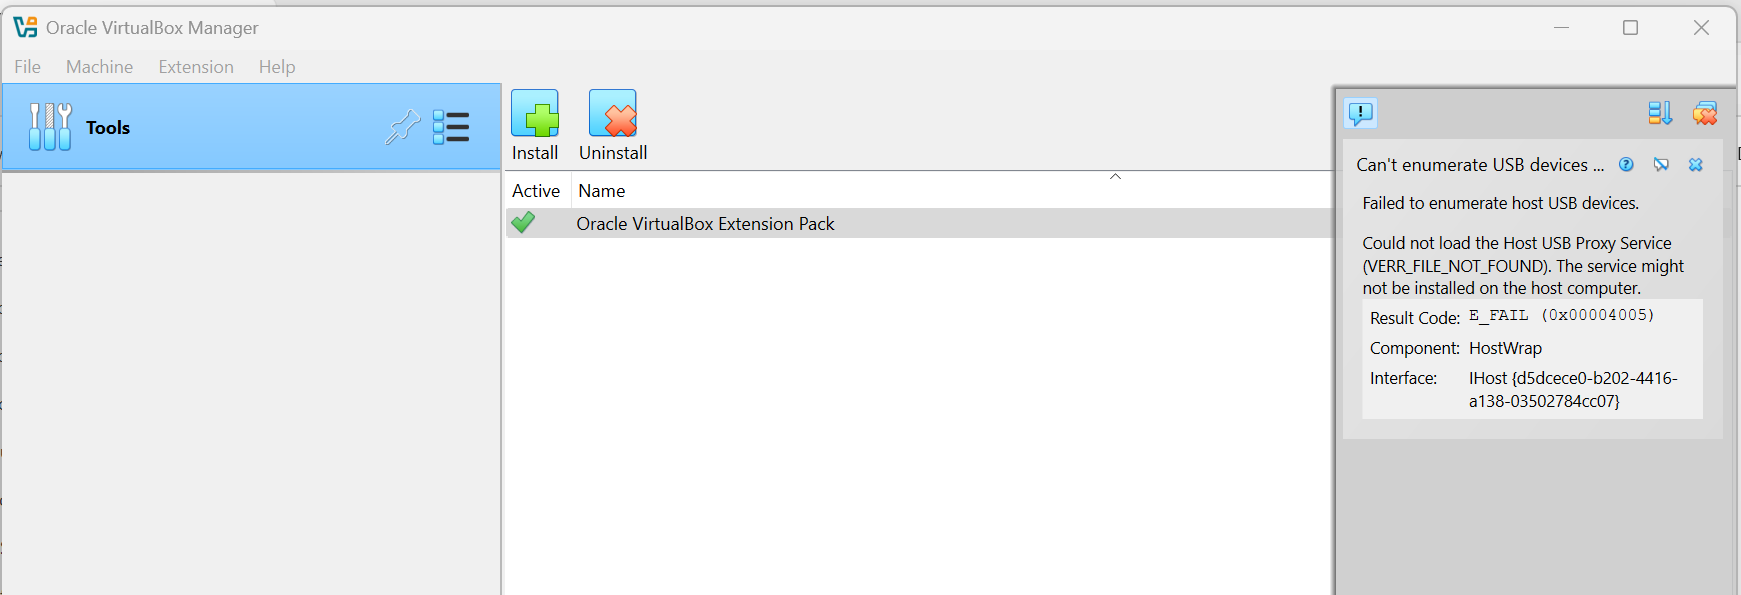 Oracle VirtualBox Manager
File Machine Extension Help
Tools
Install Uninstall
Active Name
Oracle VirtualBox Extension Pack
Can't enumerate USB devices ...
Failed to enumerate host USB devices.
Could not load the Host USB Proxy Service
(VERR_FILE_NOT_FOUND). The service might
not be installed on the host computer.
Result Code: E_FAIL (0x00004005)
Component: HostWrap
Interface: IHost {d5dcece0-b202-4416-
a138-03502784cc07}